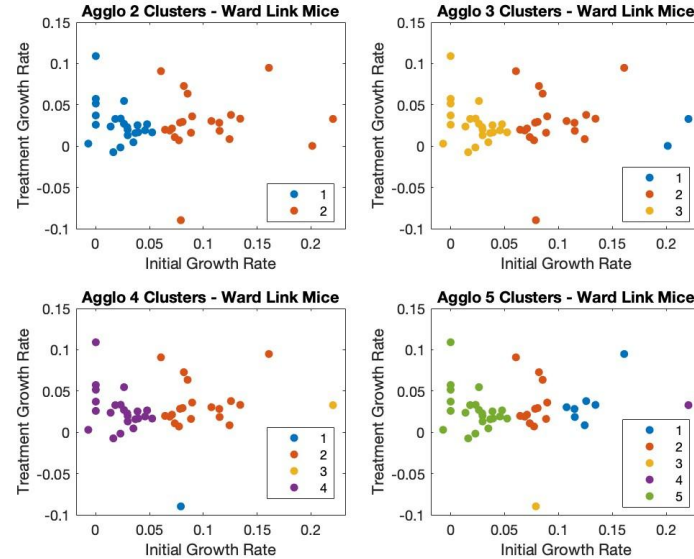 Agglo 2 Clusters - Ward Link Mice
Treatment Growth Rate
0.15
0.1
0.05
0
-0.05
-0.1
0 0.05 0.1 0.15 0.2
Initial Growth Rate
1
2
Agglo 3 Clusters - Ward Link Mice
Treatment Growth Rate
0.15
0.1
0.05
0
-0.05
-0.1
0 0.05 0.1 0.15 0.2
Initial Growth Rate
1
2
3
Agglo 4 Clusters - Ward Link Mice
Treatment Growth Rate
0.15
0.1
0.05
0
-0.05
-0.1
0 0.05 0.1 0.15 0.2
Initial Growth Rate
1
2
3
4
Agglo 5 Clusters - Ward Link Mice
Treatment Growth Rate
0.15
0.1
0.05
0
-0.05
-0.1
0 0.05 0.1 0.15 0.2
Initial Growth Rate
1
2
3
4
5